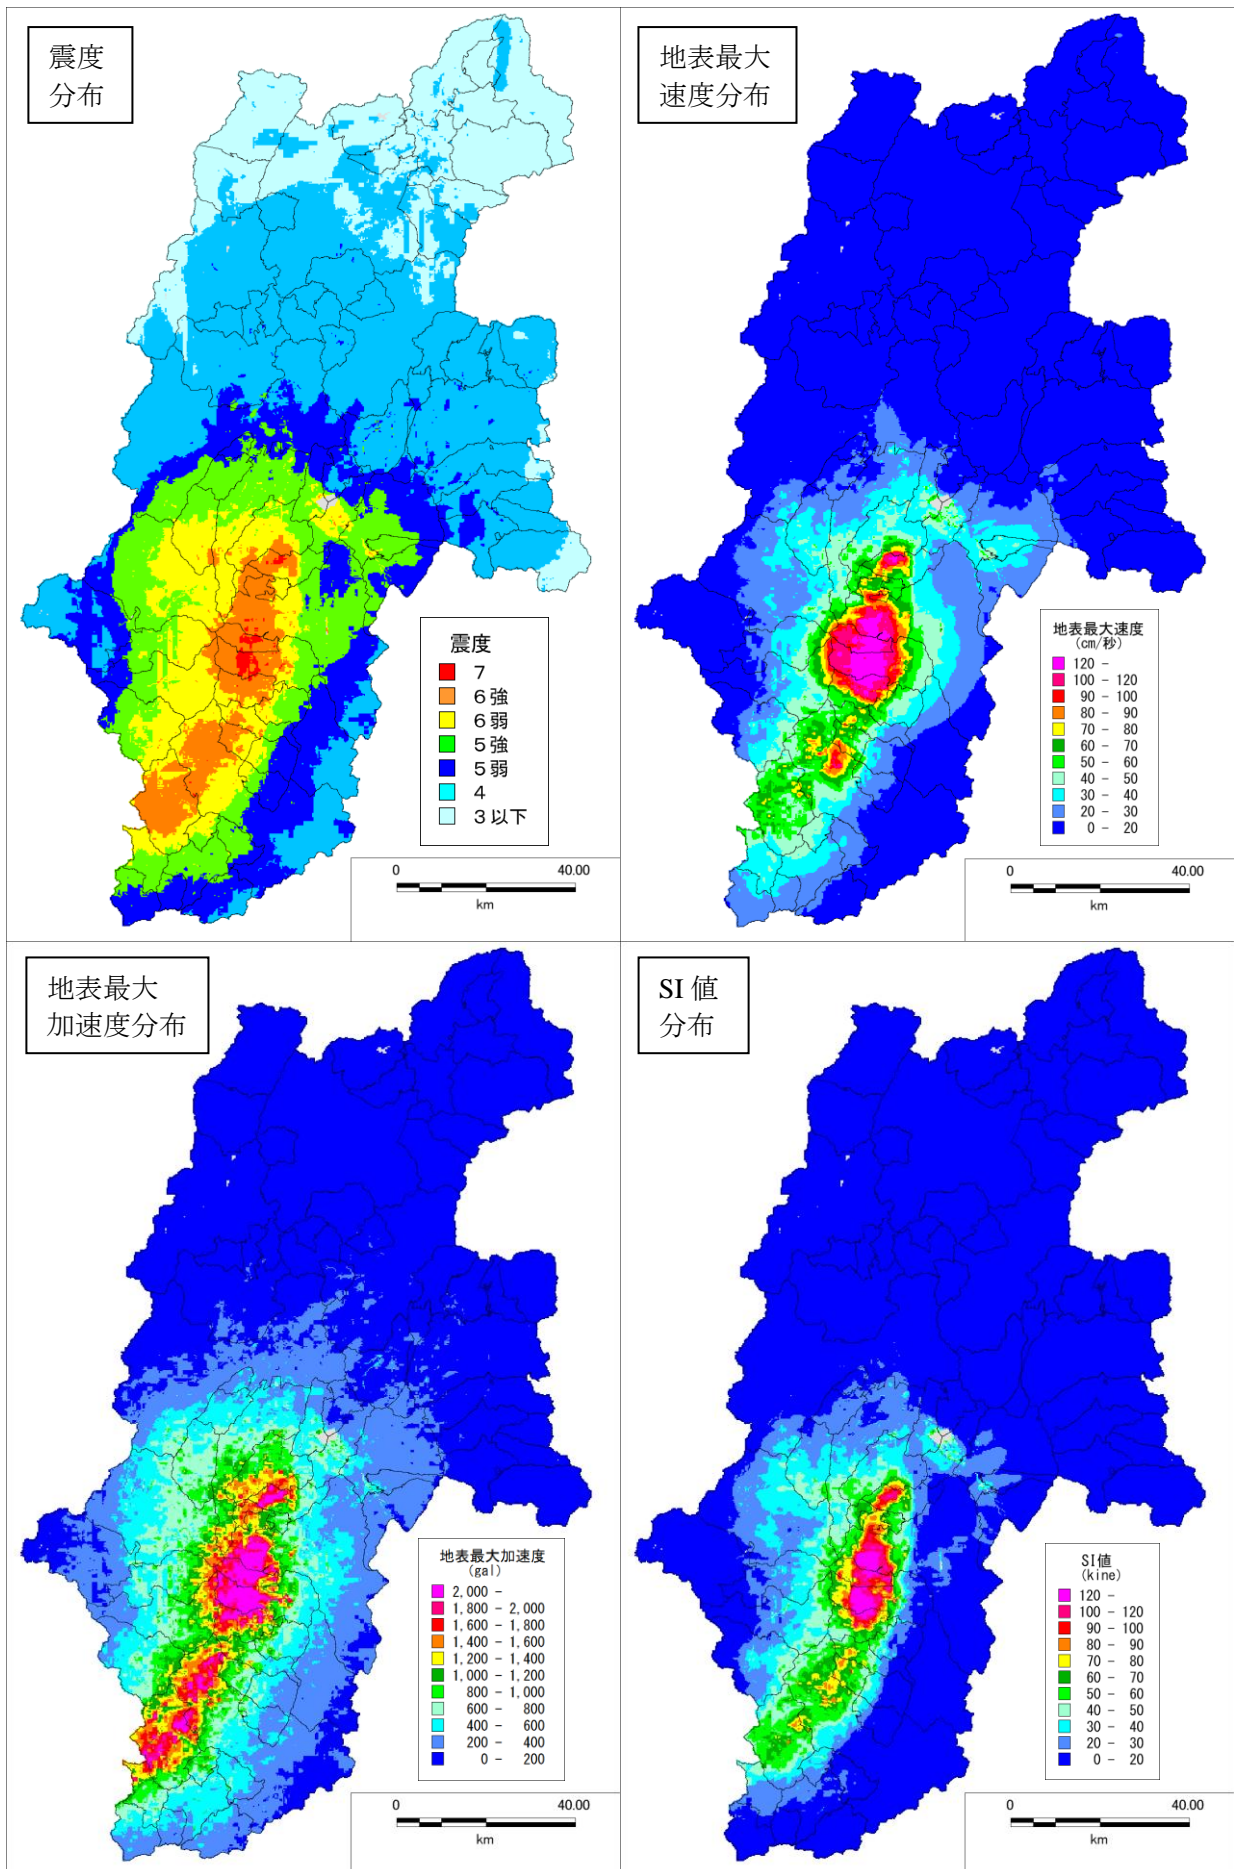 震度
分布
震度
７
６強
６弱
５強
５弱
４
３以下
0 40.00
km
地表最大
速度分布
地表最大速度
(cm/秒)
120 -
100 - 120
90 - 100
80 - 90
70 - 80
60 - 70
50 - 60
40 - 50
30 - 40
20 - 30
0 - 20
0 40.00
km
地表最大
加速度分布
地表最大加速度
(gal)
2,000 -
1,800 - 2,000
1,600 - 1,800
1,400 - 1,600
1,200 - 1,400
1,000 - 1,200
800 - 1,000
600 - 800
400 - 600
200 - 400
0 - 200
0 40.00
km
SI 値
分布
SI値
(kine)
120 -
100 - 120
90 - 100
80 - 90
70 - 80
60 - 70
50 - 60
40 - 50
30 - 40
20 - 30
0 - 20
0 40.00
km